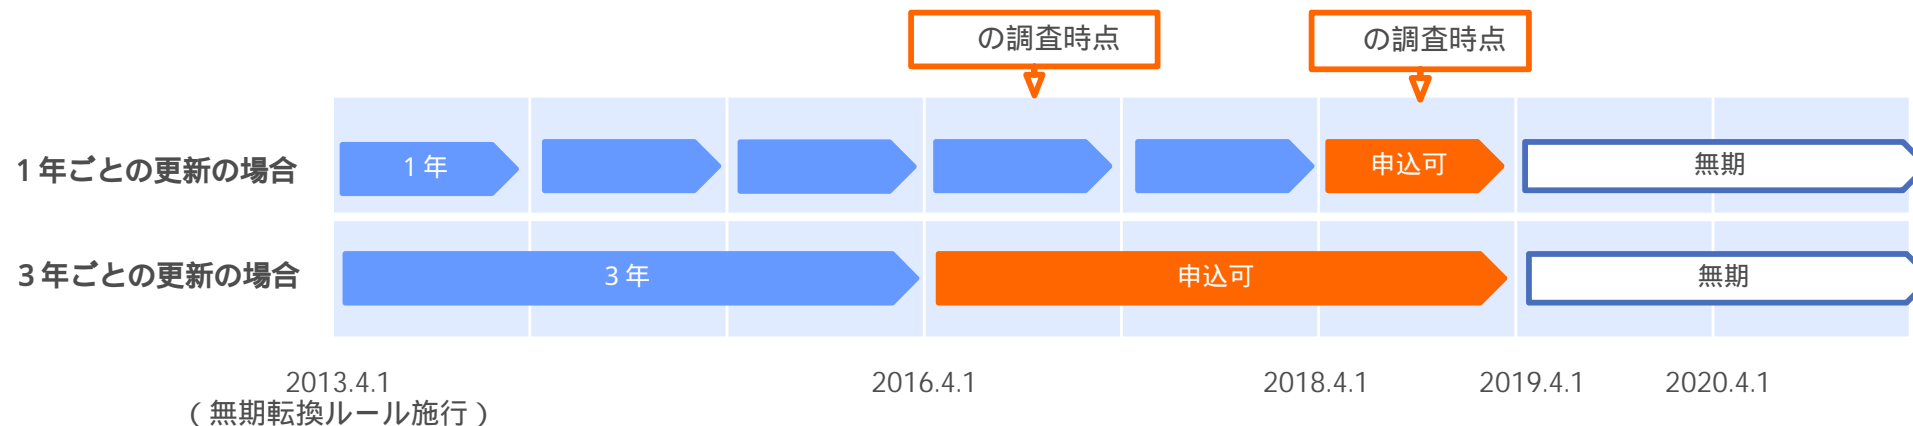 の調査時点
の調査時点
1年ごとの更新の場合
1年
申込可
無期
3年ごとの更新の場合
3年
申込可
無期
2013.4.1
2016.4.1
2018.4.1
2019.4.1
2020.4.1
(無期転換ルール施行)